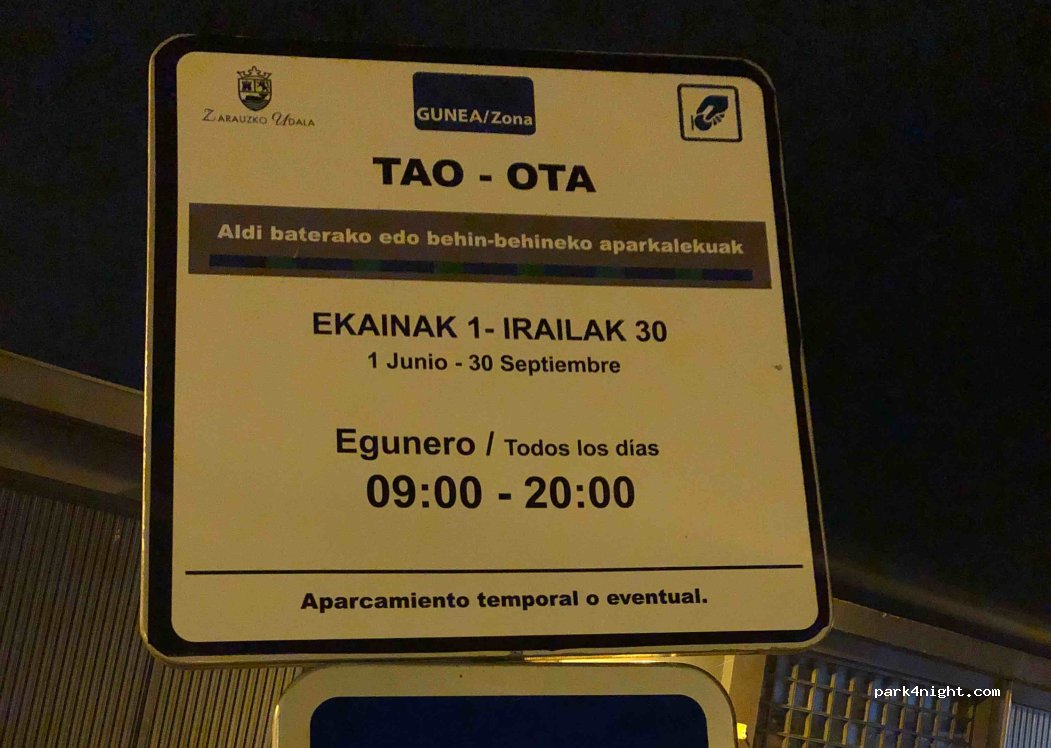 ZARAUZKO UDALA
GUNEA/Zona
TAO - OTA
Aldi baterako edo behin-behineko aparkalekuak
EKAINAK 1- IRAILAK 30
1 Junio - 30 Septiembre
Egunero / Todos los días
09:00 - 20:00
Aparcamiento temporal o eventual.
park4night.com